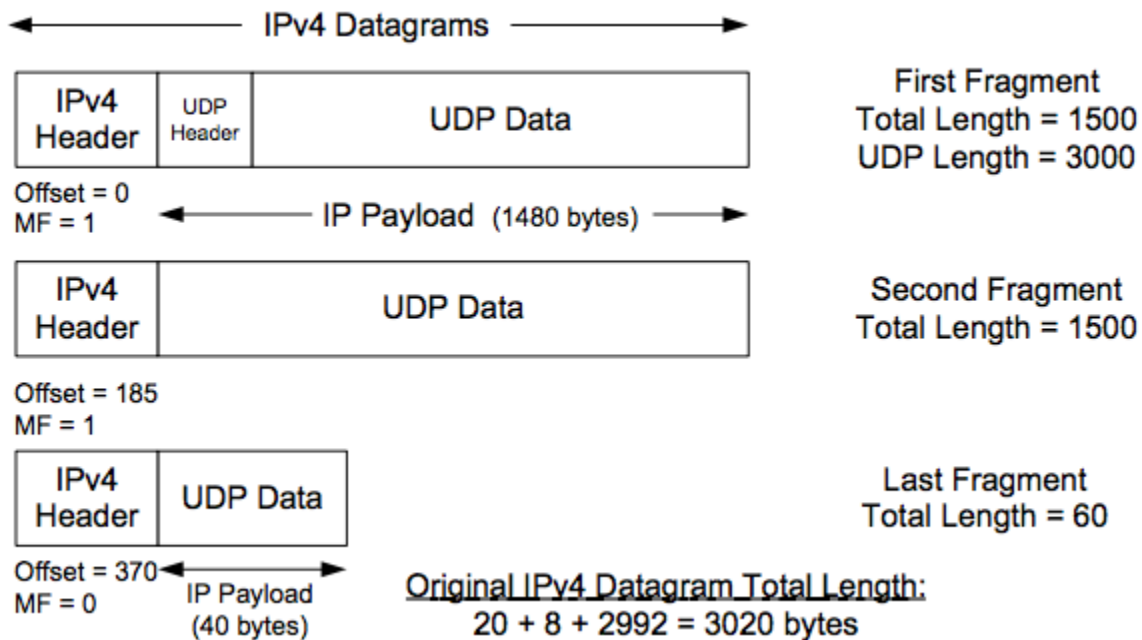 IPv4 Datagrams
IPv4
Header
UDP
Header
UDP Data
First Fragment
Total Length = 1500
UDP Length = 3000
Offset = 0
MF = 1
IP Payload (1480 bytes)
IPv4
Header
UDP Data
Second Fragment
Total Length = 1500
Offset = 185
MF = 1
IPv4
Header
UDP Data
Last Fragment
Total Length = 60
Offset = 370
MF = 0
IP Payload
(40 bytes)
Original IPv4 Datagram Total Length:
20 + 8 + 2992 = 3020 bytes